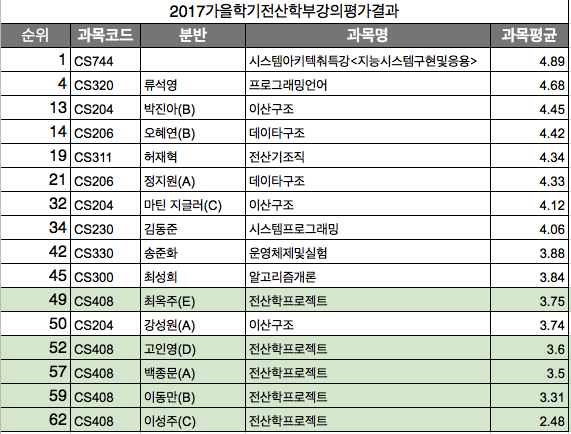 2017가을학기전산학부강의평가결과
순위 과목코드 분반 과목명 과목평균
1 CS744 시스템아키텍춰특강<지능시스템구현및응용> 4.89
4 CS320 류석영 프로그래밍언어 4.68
13 CS204 박진아(B) 이산구조 4.45
14 CS206 오혜연(B) 데이타구조 4.42
19 CS311 허재혁 전산기조직 4.34
21 CS206 정지원(A) 데이타구조 4.33
32 CS204 마틴 지글러(C) 이산구조 4.12
34 CS230 김동준 시스템프로그래밍 4.06
42 CS330 송준화 운영체제및실험 3.88
45 CS300 최성희 알고리즘개론 3.84
49 CS408 최옥주(E) 전산학프로젝트 3.75
50 CS204 강성원(A) 이산구조 3.74
52 CS408 고인영(D) 전산학프로젝트 3.6
57 CS408 백종문(A) 전산학프로젝트 3.5
59 CS408 이동만(B) 전산학프로젝트 3.31
62 CS408 이성주(C) 전산학프로젝트 2.48